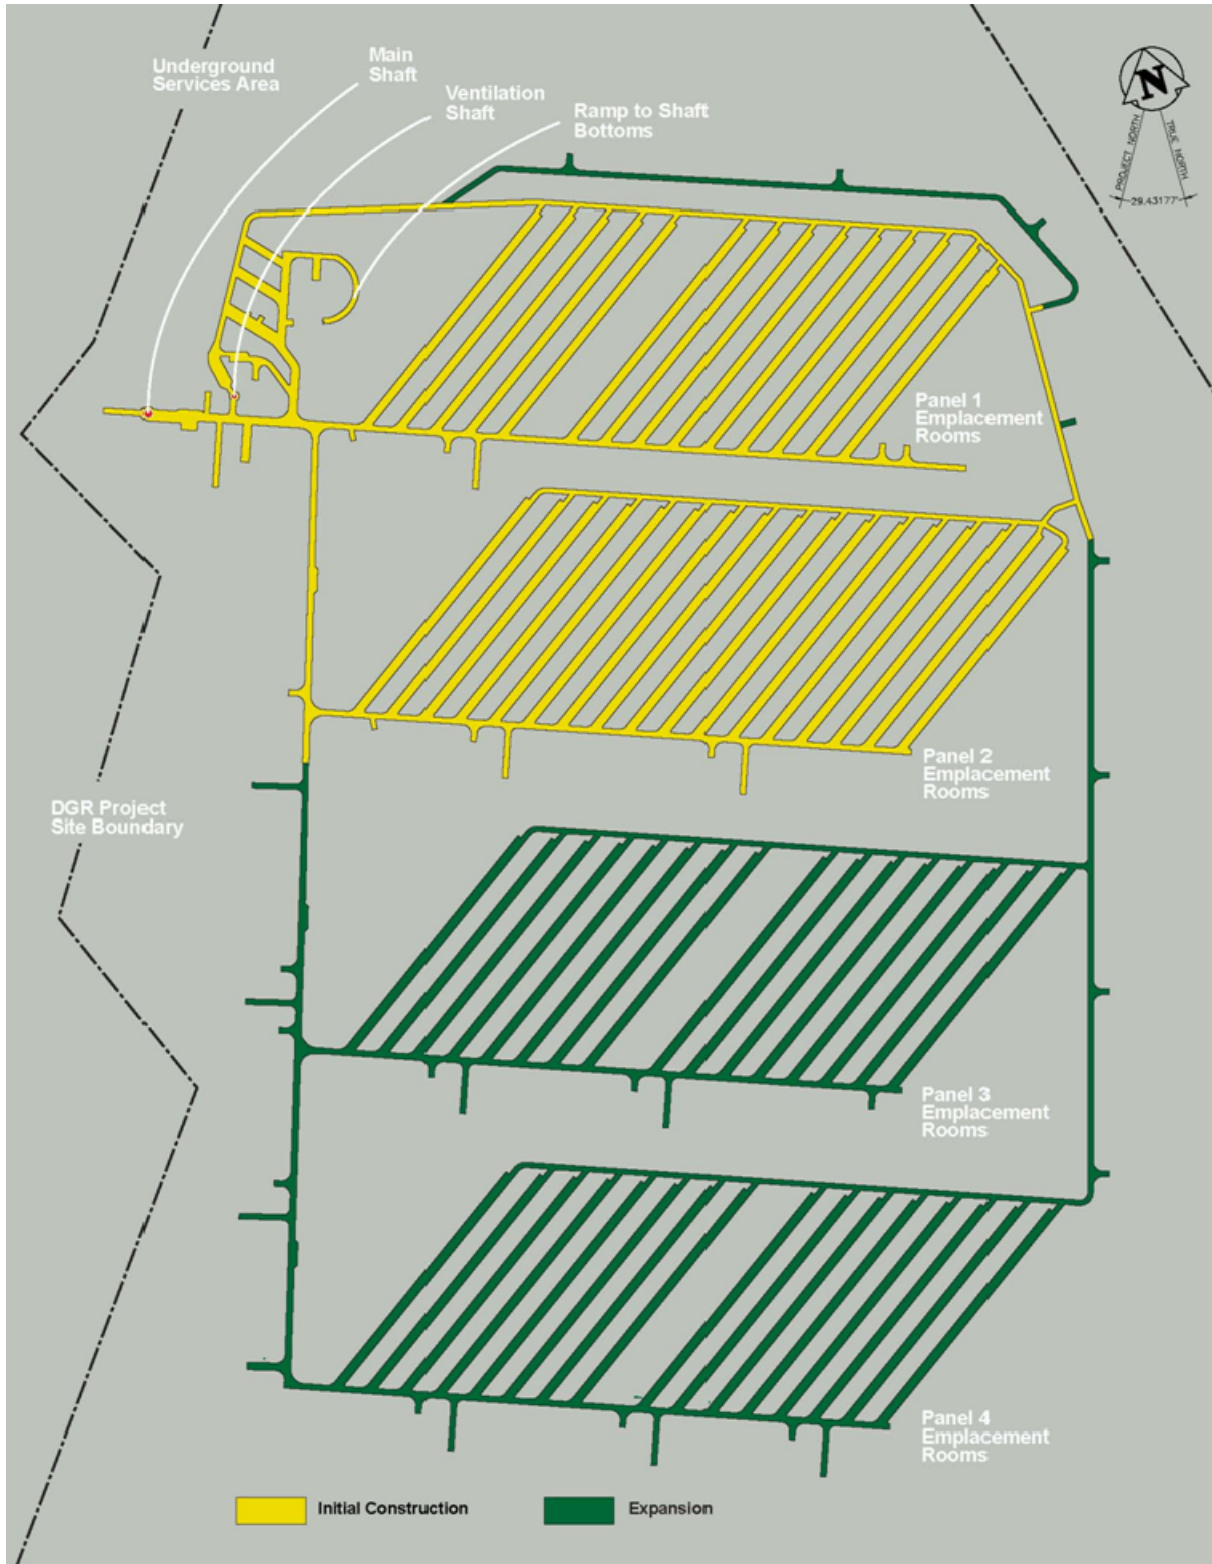 Underground
Services Area
Main
Shaft
Ventilation
Shaft
Ramp to Shaft
Bottoms
N
PROJECT NORTH
TRUE NORTH
29.43177°
Panel 1
Emplacement
Rooms
Panel 2
Emplacement
Rooms
DGR Project
Site Boundary
Panel 3
Emplacement
Rooms
Panel 4
Emplacement
Rooms
Initial Construction
Expansion